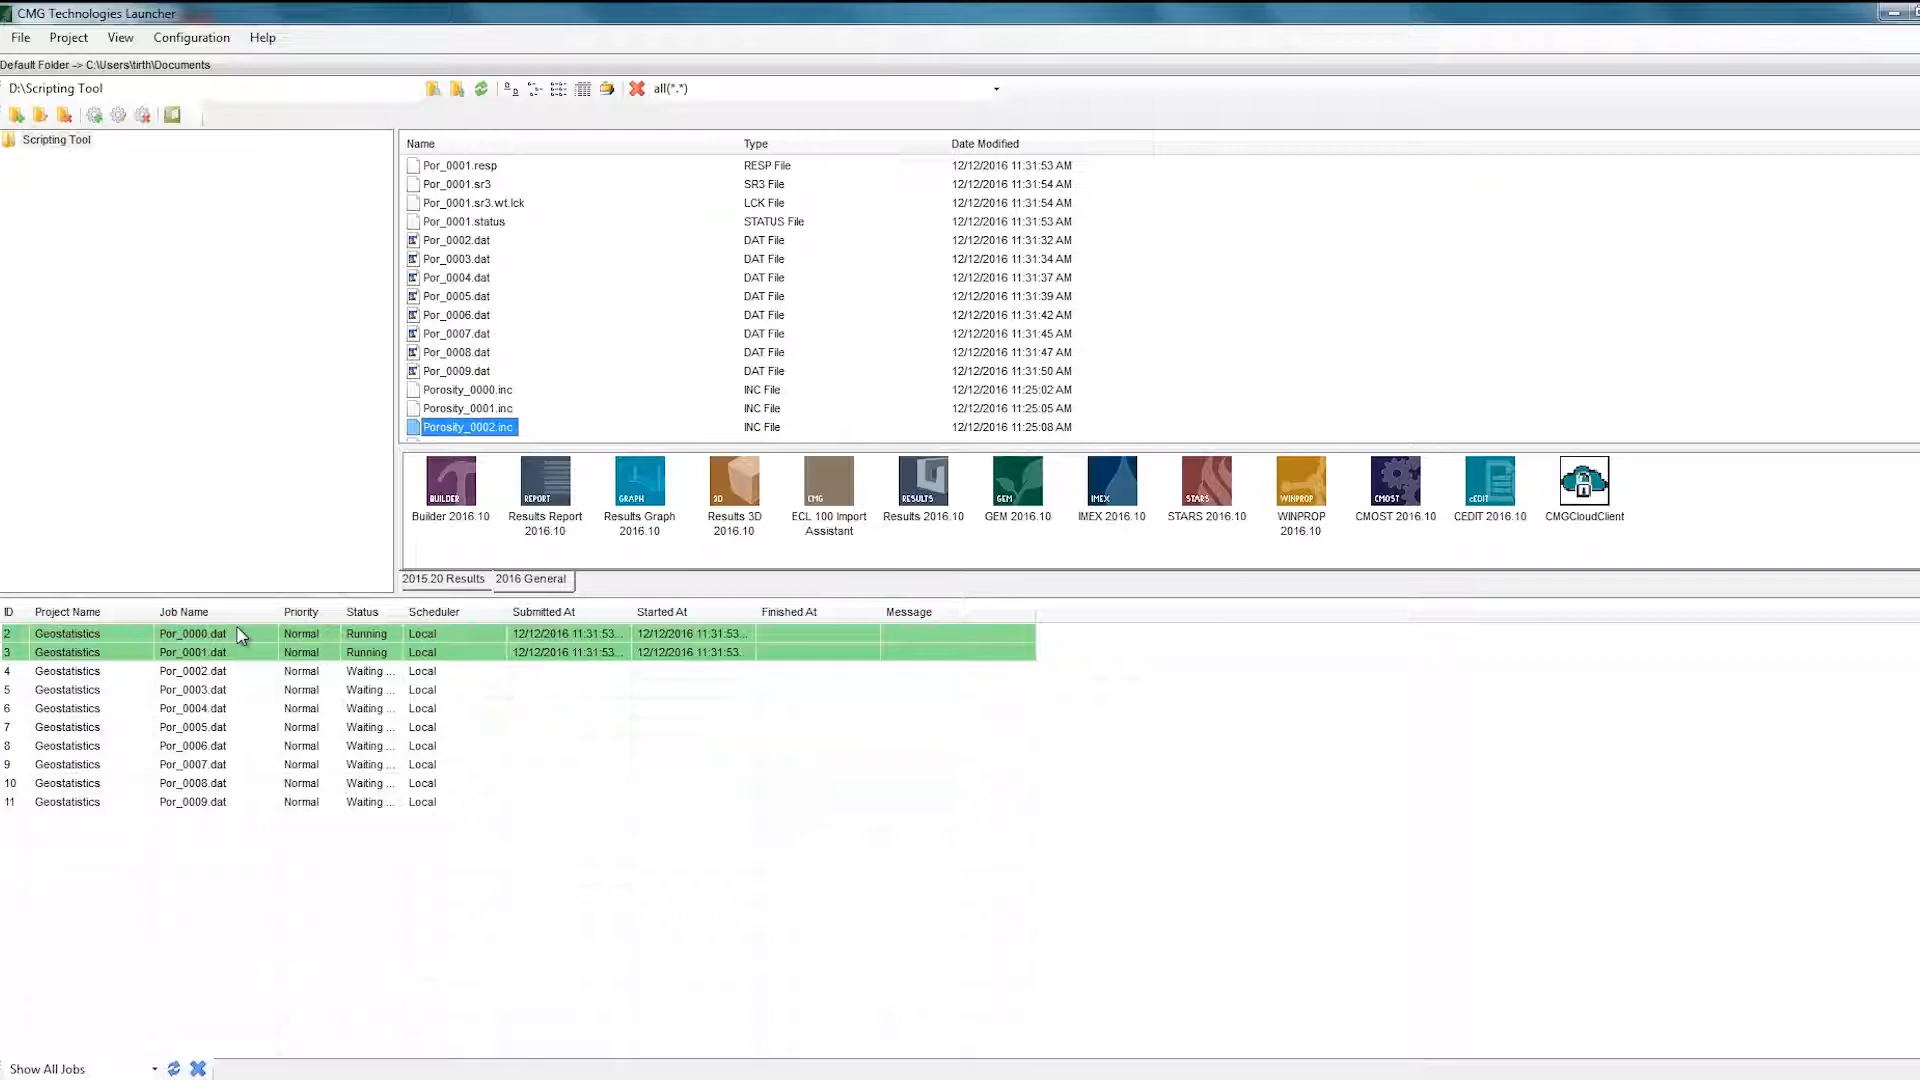 CMG Technologies Launcher
File Project View Configuration Help
Default Folder -> C:\Users\tirth\Documents
D:\Scripting Tool all(*.*)
Scripting Tool
Name Type Date Modified
Por_0001.resp RESP File 12/12/2016 11:31:53 AM
Por_0001.sr3 SR3 File 12/12/2016 11:31:54 AM
Por_0001.sr3.wt.lck LCK File 12/12/2016 11:31:54 AM
Por_0001.status STATUS File 12/12/2016 11:31:53 AM
Por_0002.dat DAT File 12/12/2016 11:31:32 AM
Por_0003.dat DAT File 12/12/2016 11:31:34 AM
Por_0004.dat DAT File 12/12/2016 11:31:37 AM
Por_0005.dat DAT File 12/12/2016 11:31:39 AM
Por_0006.dat DAT File 12/12/2016 11:31:42 AM
Por_0007.dat DAT File 12/12/2016 11:31:45 AM
Por_0008.dat DAT File 12/12/2016 11:31:47 AM
Por_0009.dat DAT File 12/12/2016 11:31:50 AM
Porosity_0000.inc INC File 12/12/2016 11:25:02 AM
Porosity_0001.inc INC File 12/12/2016 11:25:05 AM
Porosity_0002.inc INC File 12/12/2016 11:25:08 AM
BUILDER REPORT GRAPH 3D CMG RESULTS GEM IMEX STARS WINPROP CMOST cEDIT
Builder 2016.10 Results Report Results Graph Results 3D ECL 100 Import Results 2016.10 GEM 2016.10 IMEX 2016.10 STARS 2016.10 WINPROP CMOST 2016.10 CEDIT 2016.10 CMGCloudClient
2016.10 2016.10 2016.10 Assistant 2016.10
2015.20 Results 2016 General
ID Project Name Job Name Priority Status Scheduler Submitted At Started At Finished At Message
2 Geostatistics Por_0000.dat Normal Running Local 12/12/2016 11:31:53... 12/12/2016 11:31:53...
3 Geostatistics Por_0001.dat Normal Running Local 12/12/2016 11:31:53... 12/12/2016 11:31:53...
4 Geostatistics Por_0002.dat Normal Waiting ... Local
5 Geostatistics Por_0003.dat Normal Waiting ... Local
6 Geostatistics Por_0004.dat Normal Waiting ... Local
7 Geostatistics Por_0005.dat Normal Waiting ... Local
8 Geostatistics Por_0006.dat Normal Waiting ... Local
9 Geostatistics Por_0007.dat Normal Waiting ... Local
10 Geostatistics Por_0008.dat Normal Waiting ... Local
11 Geostatistics Por_0009.dat Normal Waiting ... Local
Show All Jobs